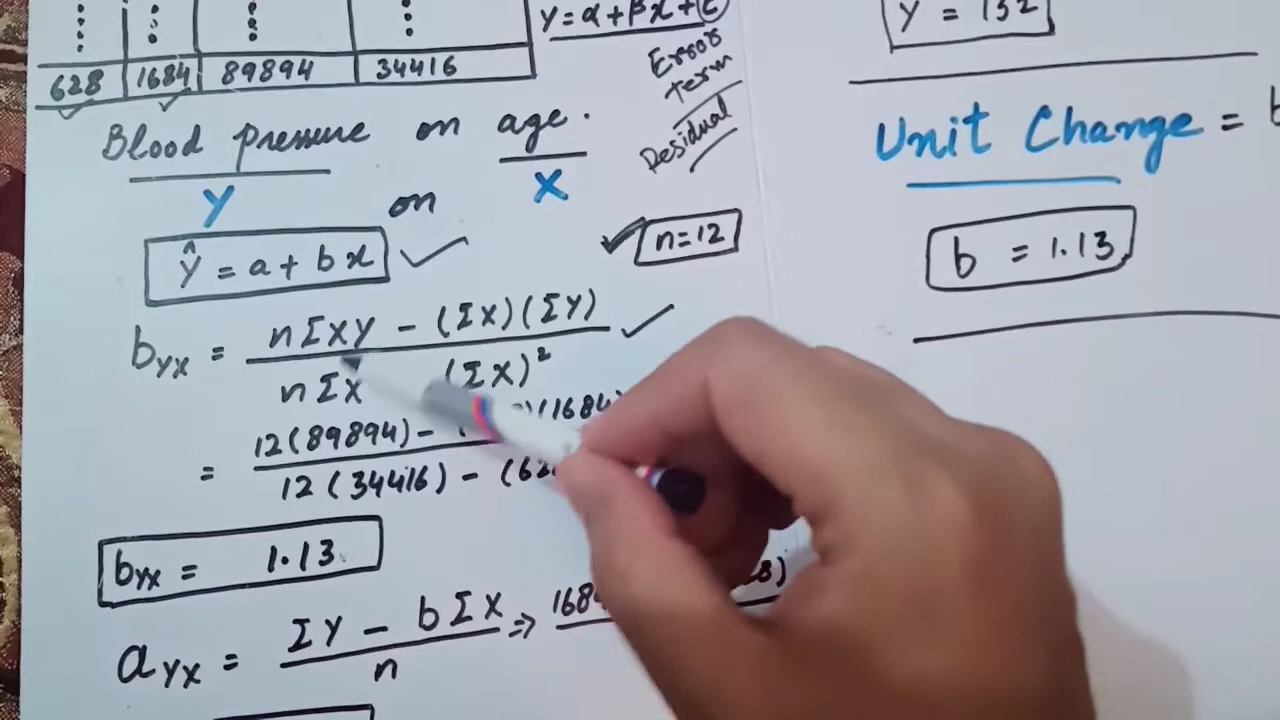 628 1684 89894 34416
Y = α + βx + ε
Error
term
Residual
Blood pressure on age.
Y on X
Ŷ = a + bx
n=12
bYX = nΣXY - (ΣX)(ΣY)
nΣX (ΣX)²
= 12(89894) - )(1684)
12(34416) - (62
bYX = 1.13
aYX = ΣY - bΣX ⇒ 168
n
Y = 132
Unit Change = b
b = 1.13